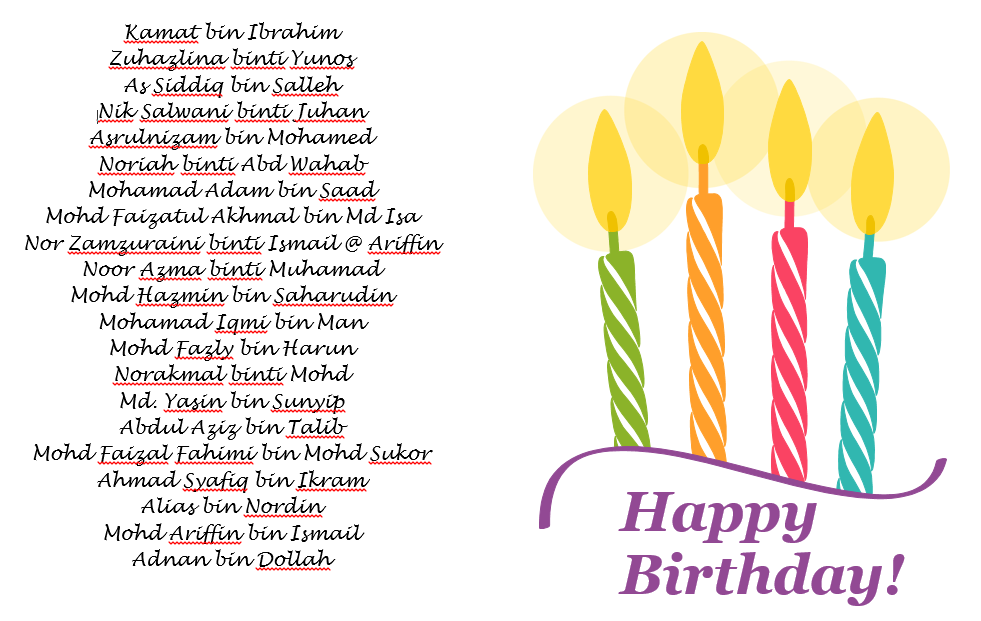 Kamat bin Ibrahim
Zuhazlina binti Yunos
As Siddiq bin Salleh
Nik Salwani binti Juhan
Asrulnizam bin Mohamed
Noriah binti Abd Wahab
Mohamad Adam bin Saad
Mohd Faizatul Akhmal bin Md Isa
Nor Zamzuraini binti Ismail @ Ariffin
Noor Azma binti Muhamad
Mohd Hazmin bin Saharudin
Mohamad Iqmi bin Man
Mohd Fazly bin Harun
Norakmal binti Mohd
Md. Yasin bin Sunyip
Abdul Aziz bin Talib
Mohd Faizal Fahimi bin Mohd Sukor
Ahmad Syafiq bin Ikram
Alias bin Nordin
Mohd Ariffin bin Ismail
Adnan bin Dollah
Happy
Birthday!